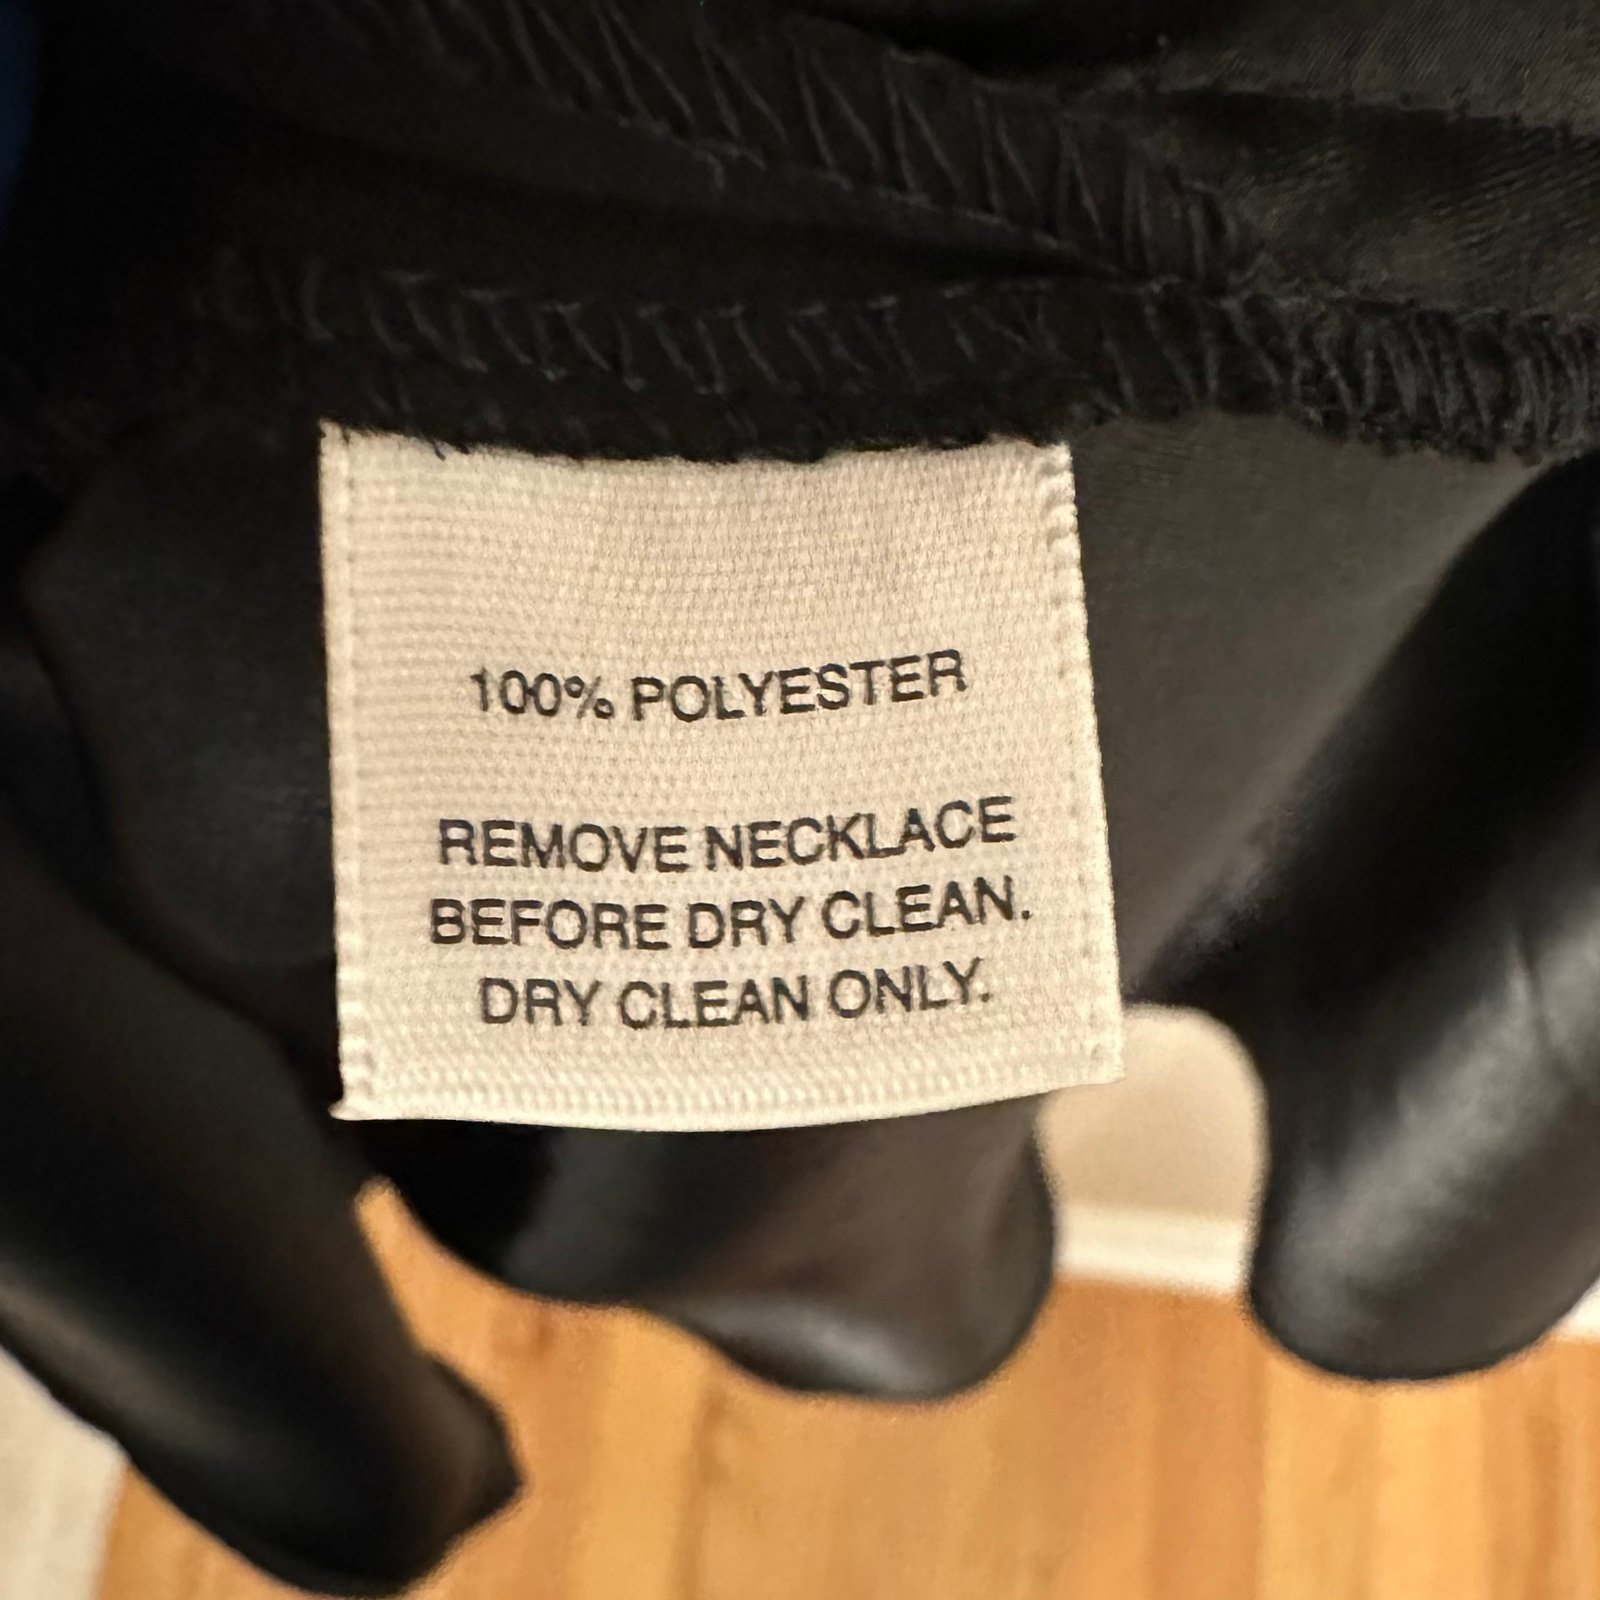 100% POLYESTER
REMOVE NECKLACE
BEFORE DRY CLEAN.
DRY CLEAN ONLY.